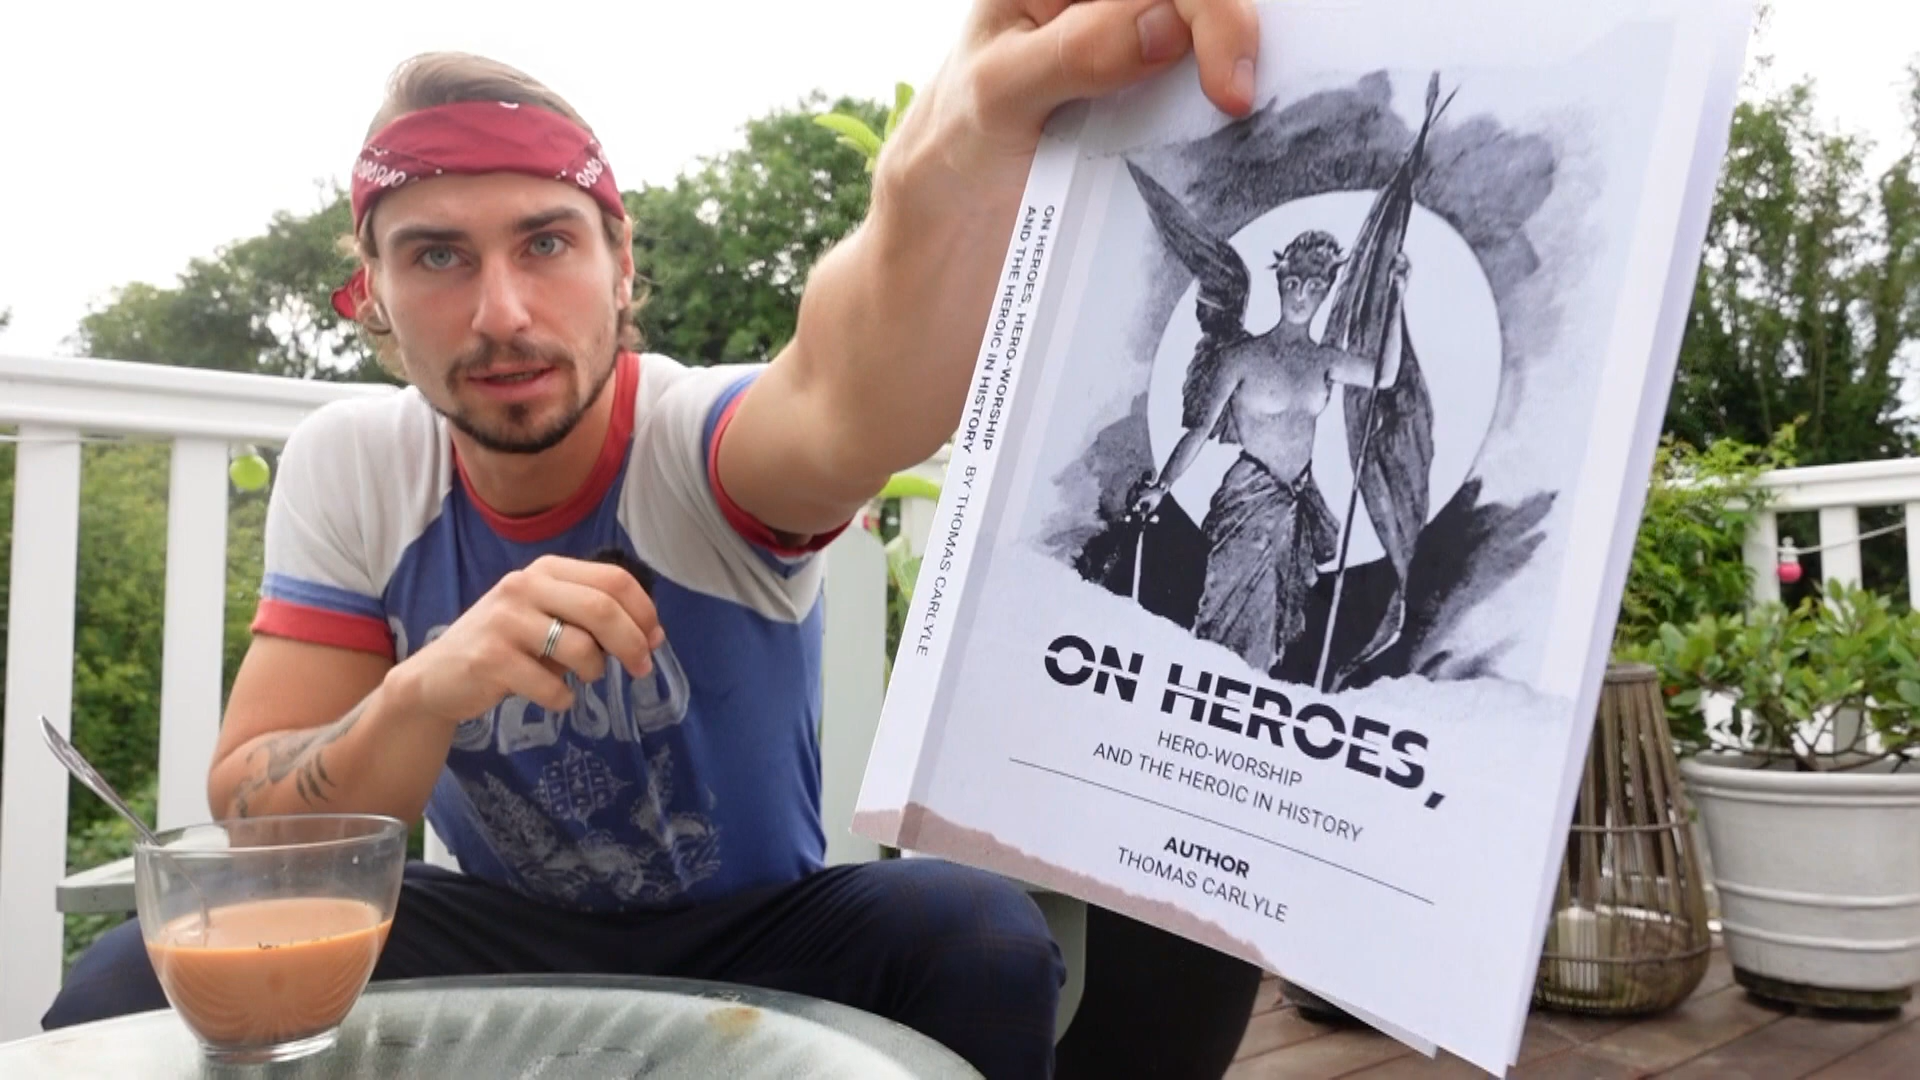 ON HEROES, HERO-WORSHIP
AND THE HEROIC IN HISTORY BY THOMAS CARLYLE
ON HEROES,
HERO-WORSHIP
AND THE HEROIC IN HISTORY
AUTHOR
THOMAS CARLYLE